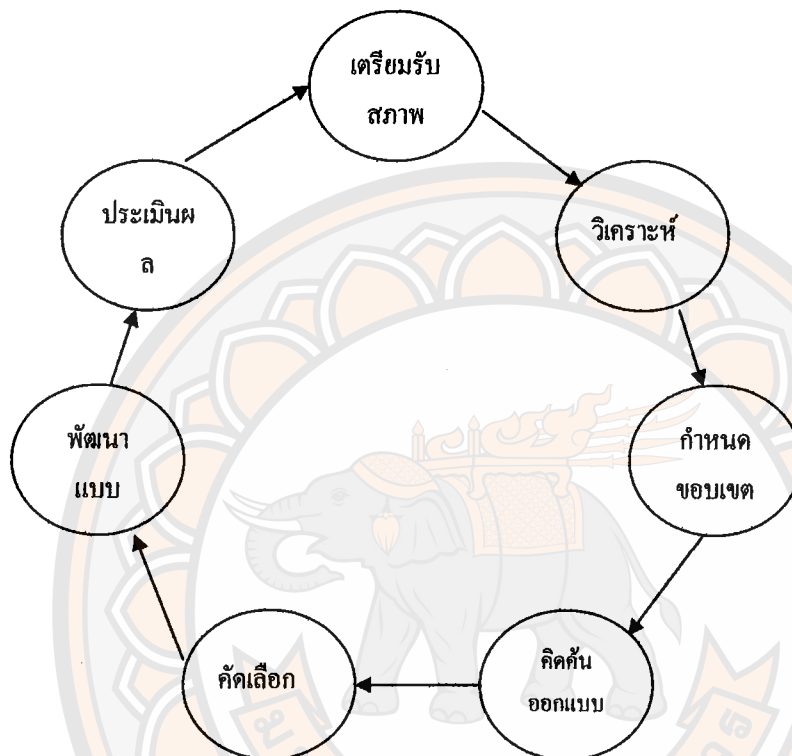 เตรียมรับ
สภาพ
วิเคราะห์
กำหนด
ขอบเขต
คิดค้น
ออกแบบ
คัดเลือก
พัฒนา
แบบ
ประเมินผ
ล